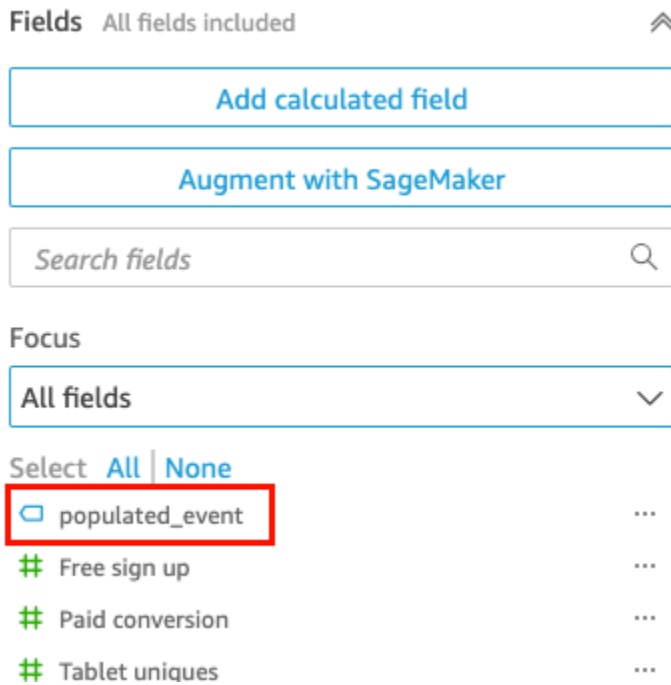 Fields All fields included
Add calculated field
Augment with SageMaker
Search fields
Focus
All fields
Select All | None
populated_event
Free sign up
Paid conversion
Tablet uniques